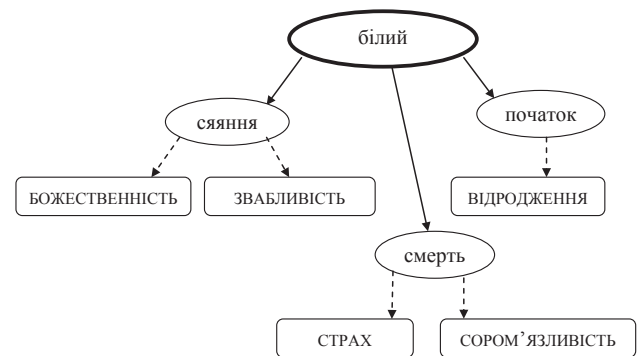 білий
сяяння
початок
БОЖЕСТВЕННІСТЬ
ЗВАБЛИВІСТЬ
ВІДРОДЖЕННЯ
смерть
СТРАХ
СОРОМ’ЯЗЛИВІСТЬ